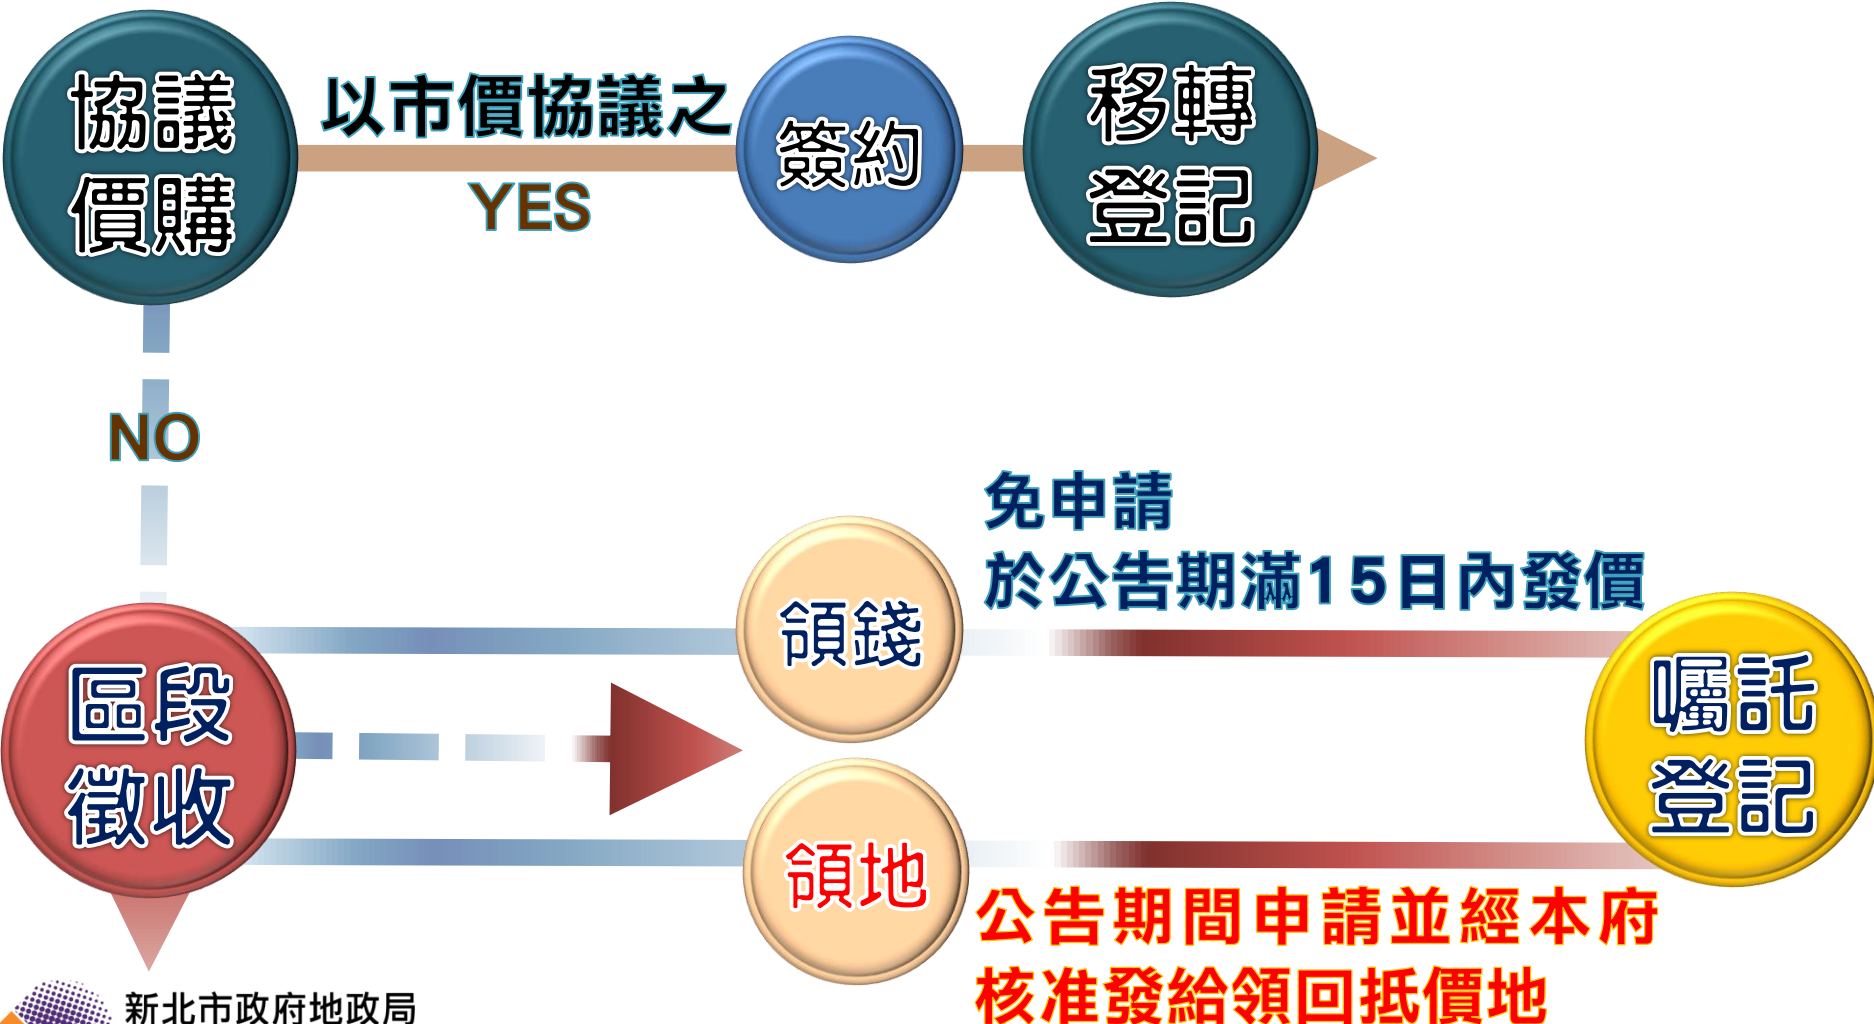 協議
價購
以市價協議之
YES
簽約
移轉
登記
NO
免申請
於公告期滿15日內發價
領錢
區段
徵收
囑託
登記
領地
公告期間申請並經本府
核准發給領回抵價地
新北市政府地政局